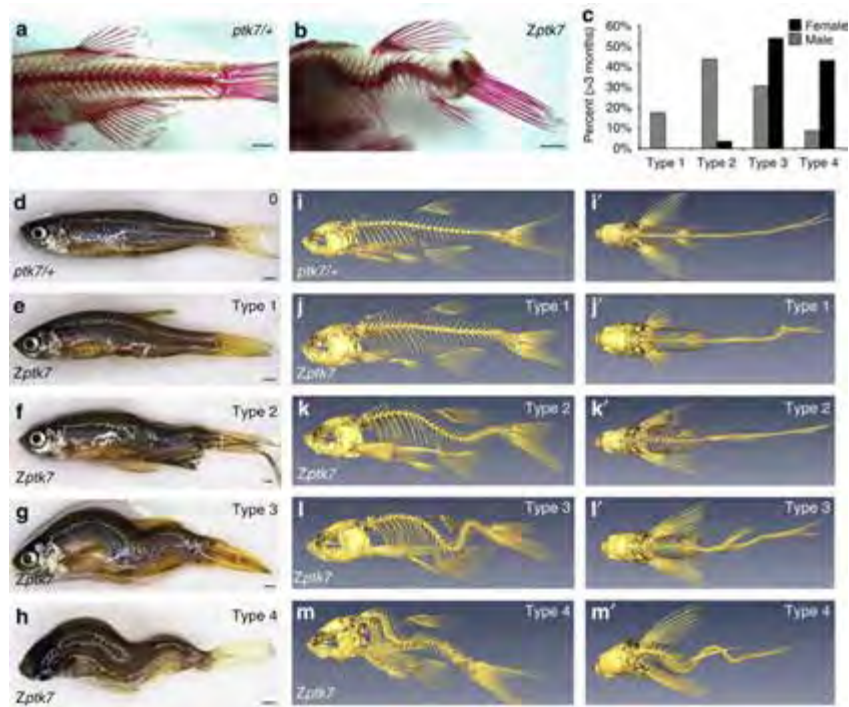 a ptk7/+
b Zptk7
c
Female
Male
Percent (>3 months)
60%
50%
40%
30%
20%
10%
0%
Type 1 Type 2 Type 3 Type 4
d 0
ptk7/+
i
ptk7/+
i′
e Type 1
Zptk7
j Type 1
Zptk7
j′ Type 1
f Type 2
Zptk7
k Type 2
Zptk7
k′ Type 2
g Type 3
Zptk7
l Type 3
Zptk7
l′ Type 3
h Type 4
Zptk7
m Type 4
Zptk7
m′ Type 4